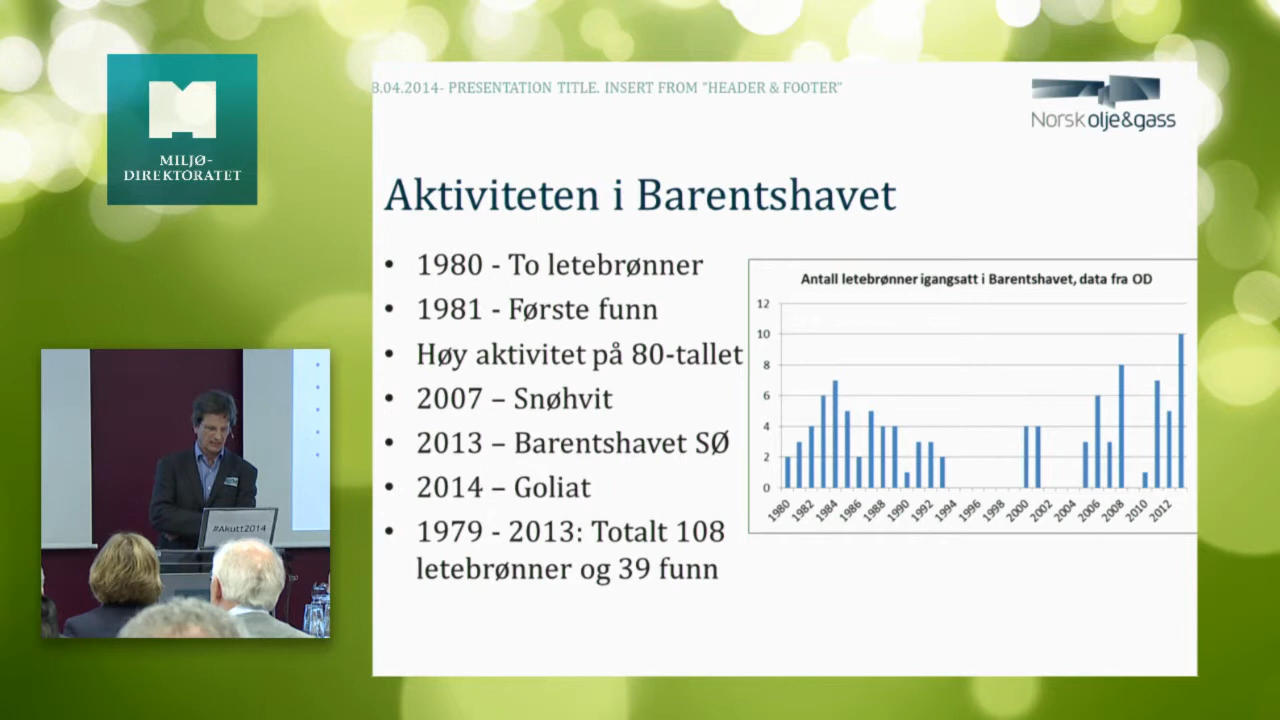 MILJØ-
DIREKTORATET
8.04.2014- PRESENTATION TITLE. INSERT FROM "HEADER & FOOTER"
Norsk olje&gass
Aktiviteten i Barentshavet
• 1980 - To letebrønner
• 1981 - Første funn
• Høy aktivitet på 80-tallet
• 2007 – Snøhvit
• 2013 – Barentshavet SØ
• 2014 – Goliat
• 1979 - 2013: Totalt 108
letebrønner og 39 funn
Antall letebrønner igangsatt i Barentshavet, data fra OD
12
10
8
6
4
2
0
1980 1982 1984 1986 1988 1990 1992 1994 1996 1998 2000 2002 2004 2006 2008 2010 2012
#Akutt2014